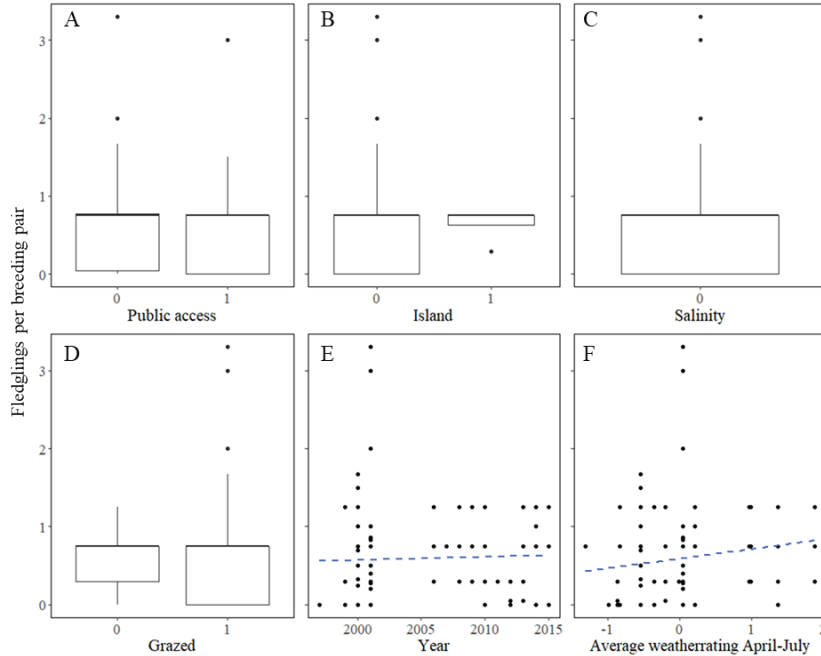 A
B
C
3
2
1
0
0
1
0
1
0
Public access
Island
Salinity
Fledglings per breeding pair
D
E
F
3
2
1
0
0
1
2000
2005
2010
2015
-1
0
1
2
Grazed
Year
Average weatherrating April-July